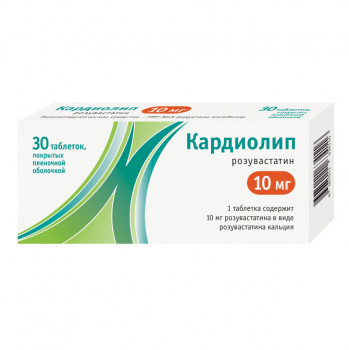 Кардиолип 10 мг
розувастатин
30 таблеток,
30 таблеток,
покрытых
пленочной
оболочкой
Кардиолип
розувастатин
10 мг
1 таблетка содержит
10 мг розувастатина в виде
розувастатина кальция